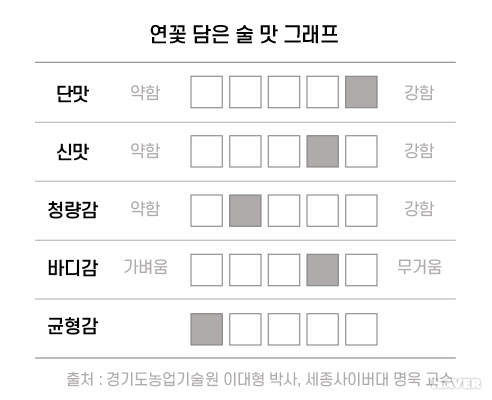 연꽃 담은 술 맛 그래프
단맛 약함 강함
신맛 약함 강함
청량감 약함 강함
바디감 가벼움 무거움
균형감
출처 : 경기도농업기술원 이대형 박사, 세종사이버대 명욱 교수
NAVER